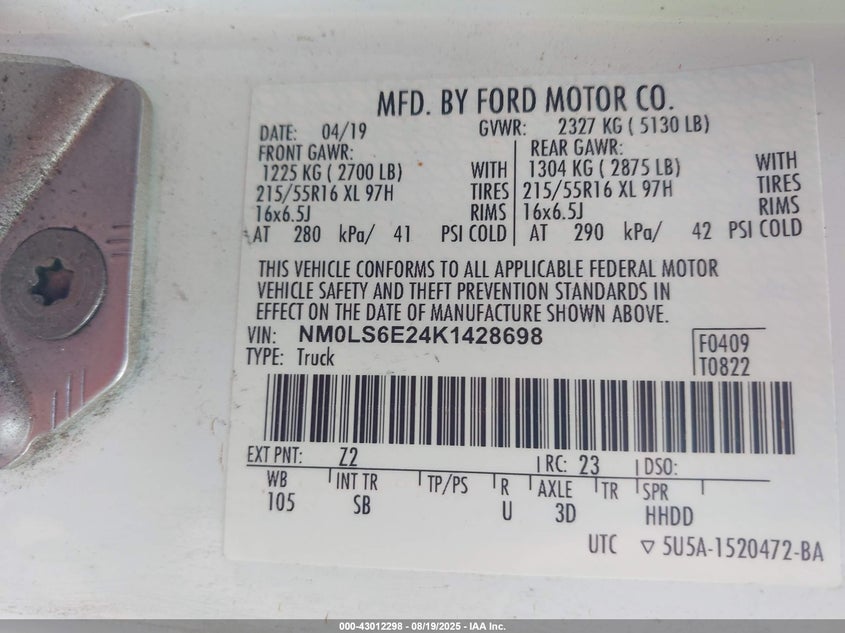 MFD. BY FORD MOTOR CO.
DATE: 04/19 GVWR: 2327 KG ( 5130 LB)
FRONT GAWR: REAR GAWR:
1225 KG ( 2700 LB) WITH 1304 KG ( 2875 LB) WITH
215/55R16 XL 97H TIRES 215/55R16 XL 97H TIRES
16x6.5J RIMS 16x6.5J RIMS
AT 280 kPa/ 41 PSI COLD AT 290 kPa/ 42 PSI COLD
THIS VEHICLE CONFORMS TO ALL APPLICABLE FEDERAL MOTOR
VEHICLE SAFETY AND THEFT PREVENTION STANDARDS IN
EFFECT ON THE DATE OF MANUFACTURE SHOWN ABOVE.
VIN: NM0LS6E24K1428698
TYPE: Truck
F0409
T0822
EXT PNT: Z2 RC: 23 DSO:
WB INT TR TP/PS R AXLE TR SPR
105 SB U 3D HHDD
UTC ▽ 5U5A-1520472-BA
000-43012298 - 08/19/2025 - IAA Inc.